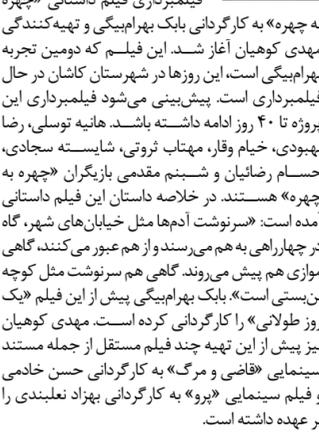 فیلمبرداری فیلم داستانی «چهره
به چهره» به کارگردانی بابک بهرام‌بیگی و تهیه‌کنندگی
مهدی کوهیان آغاز شد. این فیلم که دومین تجربه
بهرام‌بیگی است، این روزها در شهرستان کاشان در حال
فیلمبرداری است. پیش‌بینی می‌شود فیلمبرداری این
پروژه تا ۴۰ روز ادامه داشته باشد. هانیه توسلی، رضا
بهبودی، خیام وقار، مهتاب ثروتی، شایسته سجادی،
حسام رضائیان و شبنم مقدمی بازیگران «چهره به
چهره» هستند. در خلاصه داستان این فیلم داستانی
آمده است: «سرنوشت آدم‌ها مثل خیابان‌های شهر، گاه
در چهارراهی به هم می‌رسند و از هم عبور می‌کنند، گاهی
موازی هم پیش می‌روند. گاهی هم سرنوشت مثل کوچه
بن‌بستی است». بابک بهرام‌بیگی پیش از این فیلم «یک
روز طولانی» را کارگردانی کرده است. مهدی کوهیان
نیز پیش از این تهیه چند فیلم مستقل از جمله مستند
سینمایی «قاضی و مرگ» به کارگردانی حسن خادمی
و فیلم سینمایی «پرو» به کارگردانی بهزاد نعلبندی را
بر عهده داشته است.